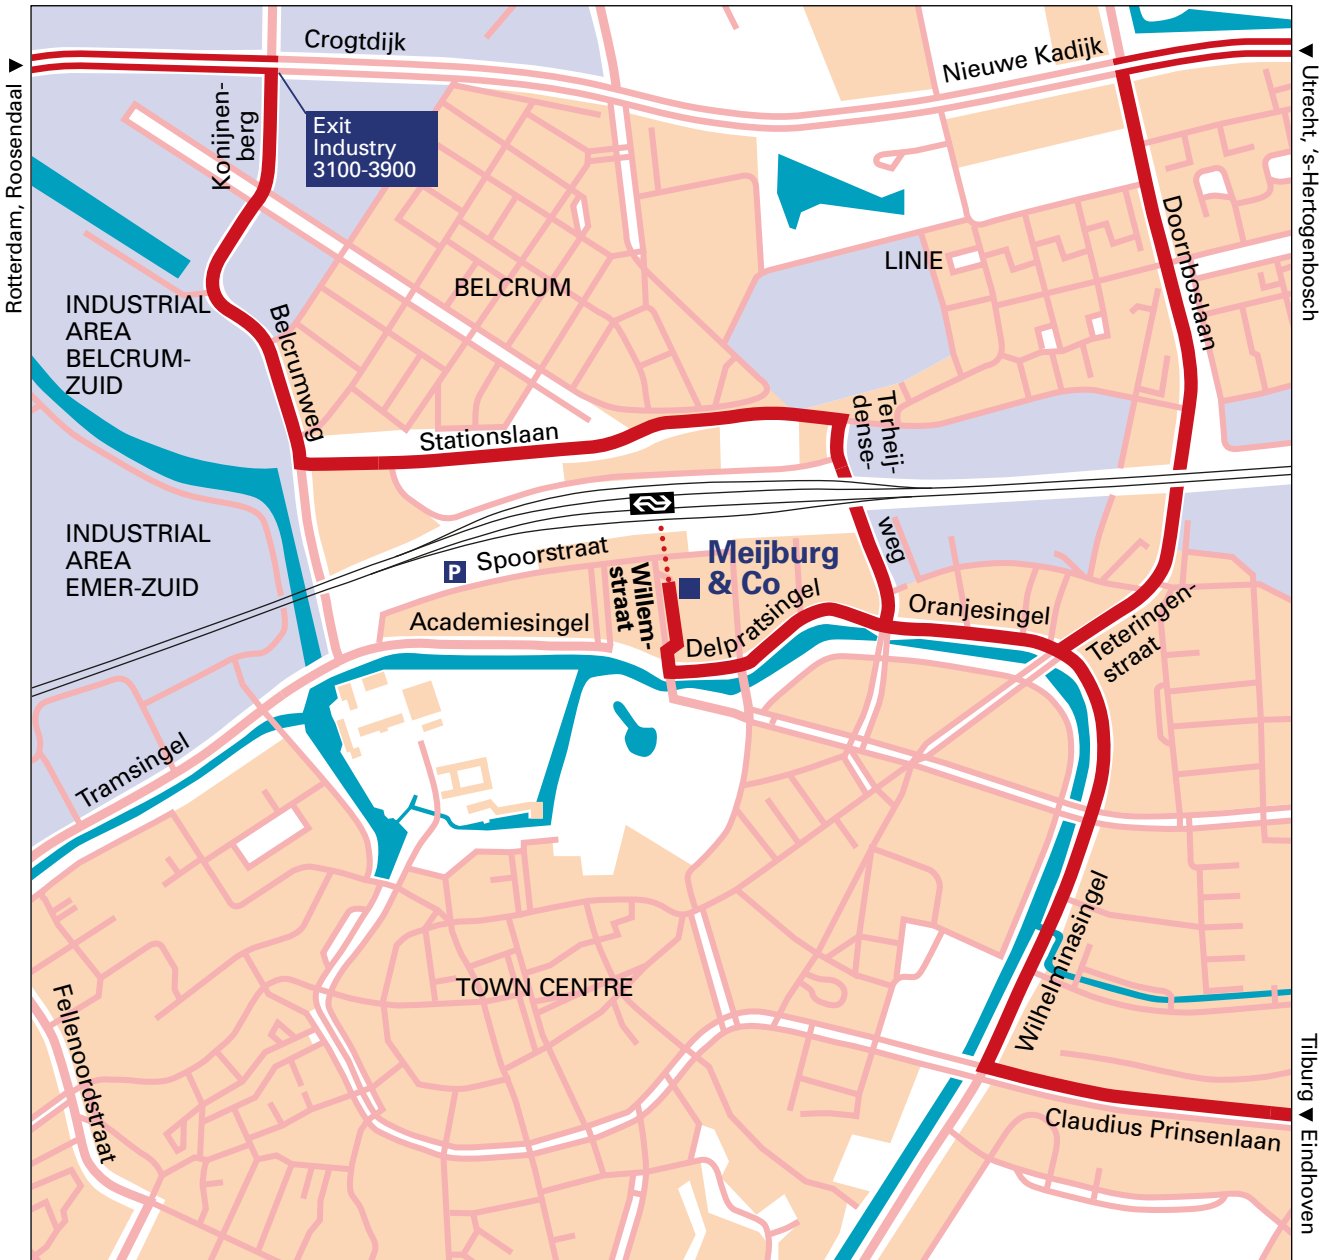 Crogtdijk
Nieuwe Kadijk
Rotterdam, Roosendaal ▼
▼ Utrecht, ‘s-Hertogenbosch
Konijnen-
berg
Exit
Industry
3100-3900
Doornboslaan
LINIE
BELCRUM
INDUSTRIAL
AREA
BELCRUM-
ZUID
Belcrumweg
Stationslaan
Terheij-
dense-
weg
INDUSTRIAL
AREA
EMER-ZUID
P
Spoorstraat
Willem-
straat
Meijburg
& Co
Academiesingel
Delpratsingel
Oranjesingel
Teteringen-
straat
Tramsingel
Wilhelminasingel
TOWN CENTRE
Fellenoordstraat
Claudius Prinsenlaan
Tilburg ▼ Eindhoven